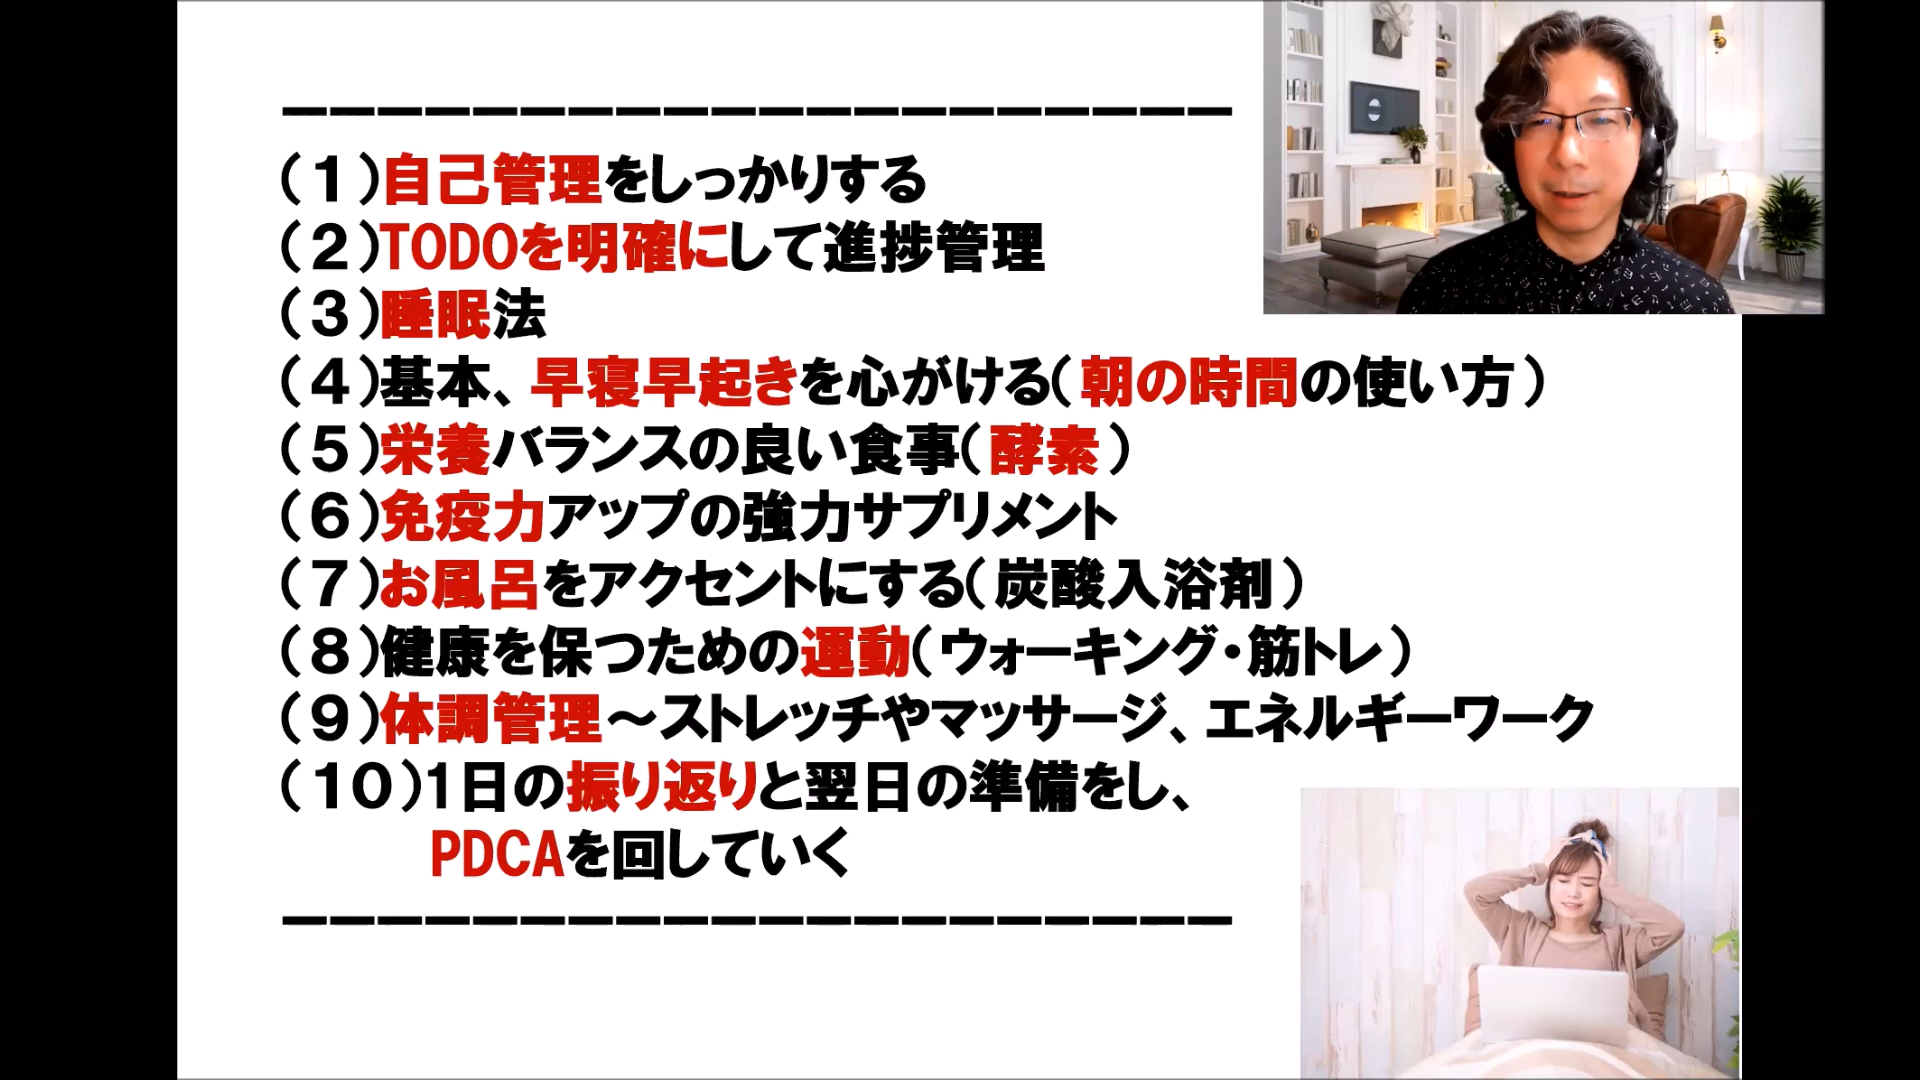 (1)自己管理をしっかりする
(2)TODOを明確にして進捗管理
(3)睡眠法
(4)基本、早寝早起きを心がける(朝の時間の使い方)
(5)栄養バランスの良い食事(酵素)
(6)免疫力アップの強力サプリメント
(7)お風呂をアクセントにする(炭酸入浴剤)
(8)健康を保つための運動(ウォーキング・筋トレ)
(9)体調管理～ストレッチやマッサージ、エネルギーワーク
(10)1日の振り返りと翌日の準備をし、
PDCAを回していく